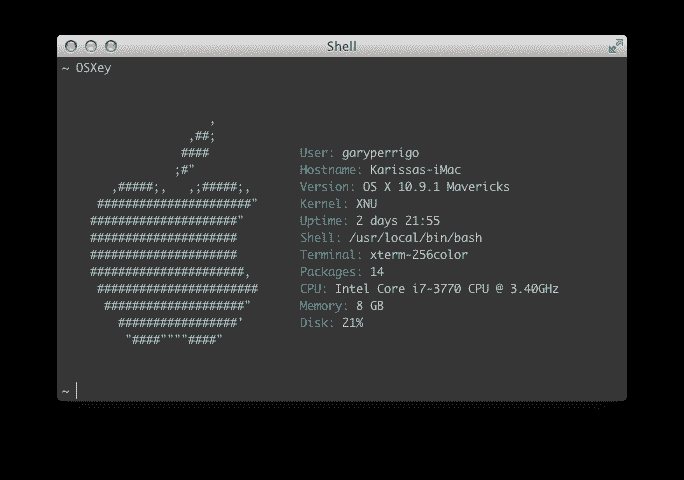 Shell
~ OSXey
                     ,
                  ,##;
                 ####             User: garyperrigo
                ;#"               Hostname: Karissas-iMac
       ,#####;,   ,;#####;,       Version: OS X 10.9.1 Mavericks
     ######################"      Kernel: XNU
    #####################"        Uptime: 2 days 21:55
    #####################         Shell: /usr/local/bin/bash
    #####################         Terminal: xterm-256color
    ######################,       Packages: 14
     #######################      CPU: Intel Core i7-3770 CPU @ 3.40GHz
      ####################"       Memory: 8 GB
        #################'        Disk: 21%
         "####""""####"
~